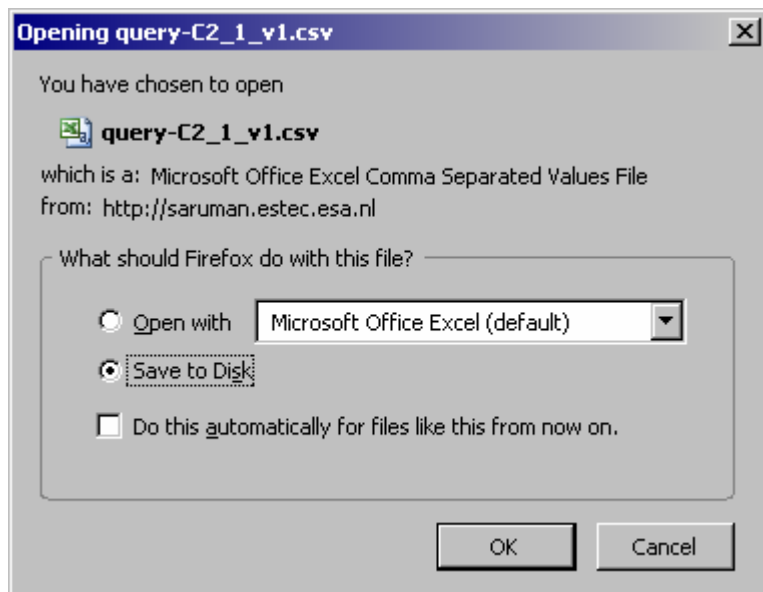 Opening query-C2_1_v1.csv
You have chosen to open
query-C2_1_v1.csv
which is a: Microsoft Office Excel Comma Separated Values File
from: http://saruman.estec.esa.nl
What should Firefox do with this file?
Open with Microsoft Office Excel (default)
Save to Disk
Do this automatically for files like this from now on.
OK Cancel